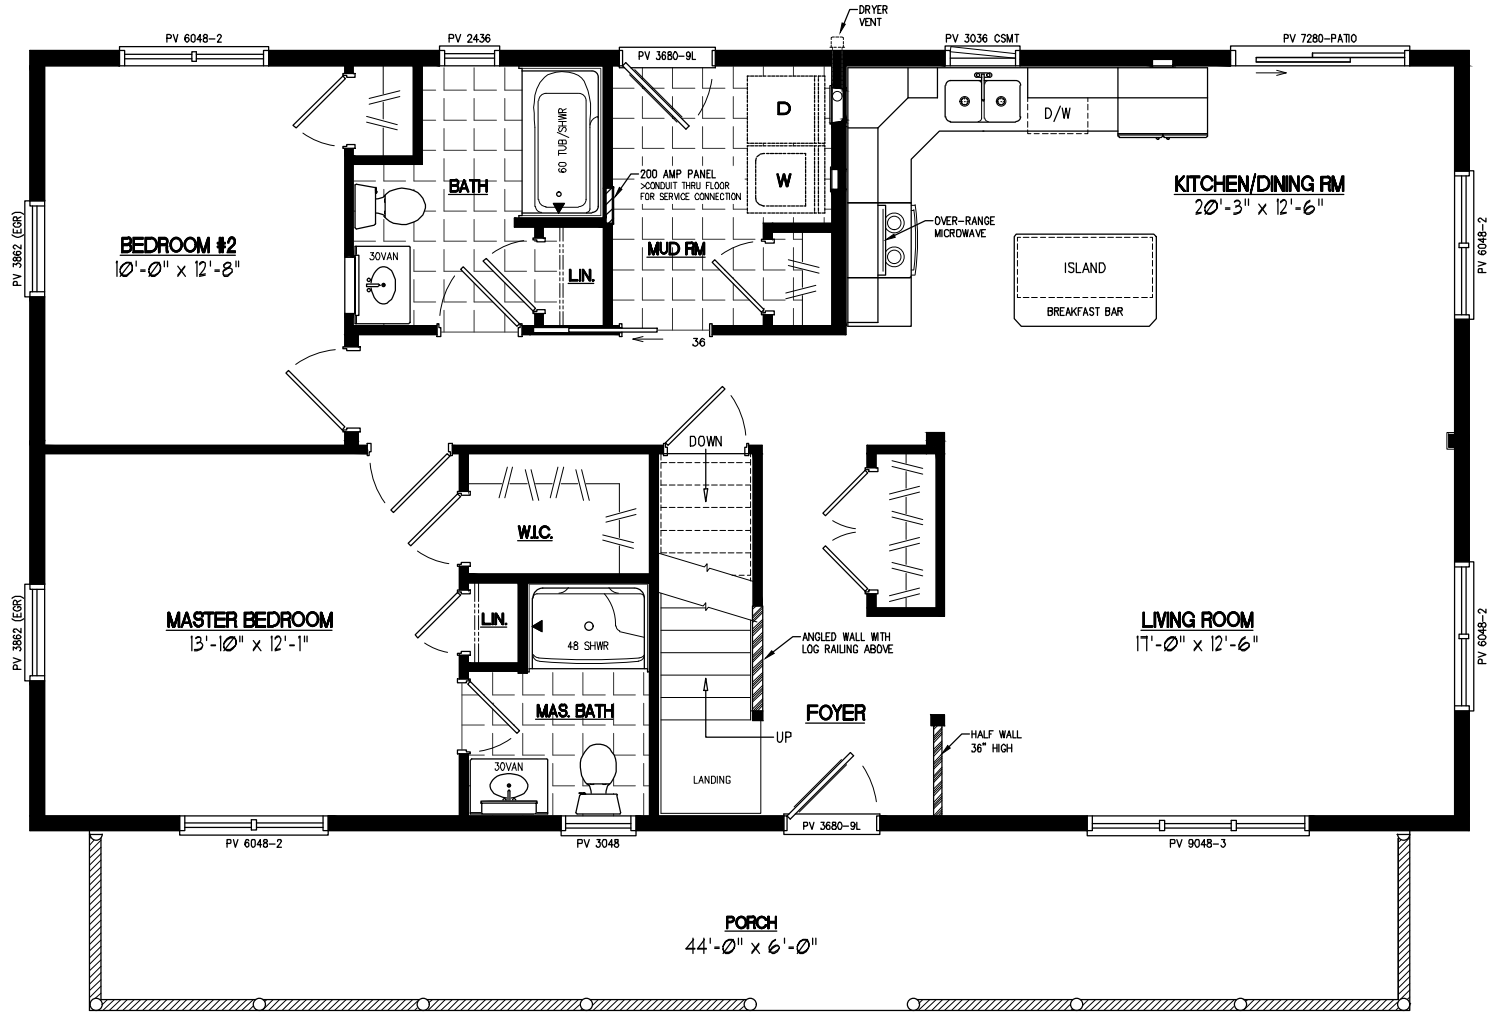 DRYER
VENT
PV 6048-2
PV 2436
PV 3680-9L
PV 3036 CSMT
PV 7280-PATIO
D
D/W
60 TUB/SHWR
200 AMP PANEL
>CONDUIT THRU FLOOR
FOR SERVICE CONNECTION
W
BATH
KITCHEN/DINING RM
20'-3" x 12'-6"
OVER-RANGE
MICROWAVE
PV 3862 (EGR)
BEDROOM #2
10'-0" x 12'-8"
30VAN
LIN.
MUD RM
ISLAND
BREAKFAST BAR
PV 6048-2
36
DOWN
W.I.C.
PV 3862 (EGR)
MASTER BEDROOM
13'-10" x 12'-1"
LIN.
48 SHWR
ANGLED WALL WITH
LOG RAILING ABOVE
LIVING ROOM
17'-0" x 12'-6"
PV 6048-2
MAS. BATH
FOYER
UP
HALF WALL
36" HIGH
30VAN
LANDING
PV 6048-2
PV 3048
PV 3680-9L
PV 9048-3
PORCH
44'-0" x 6'-0"